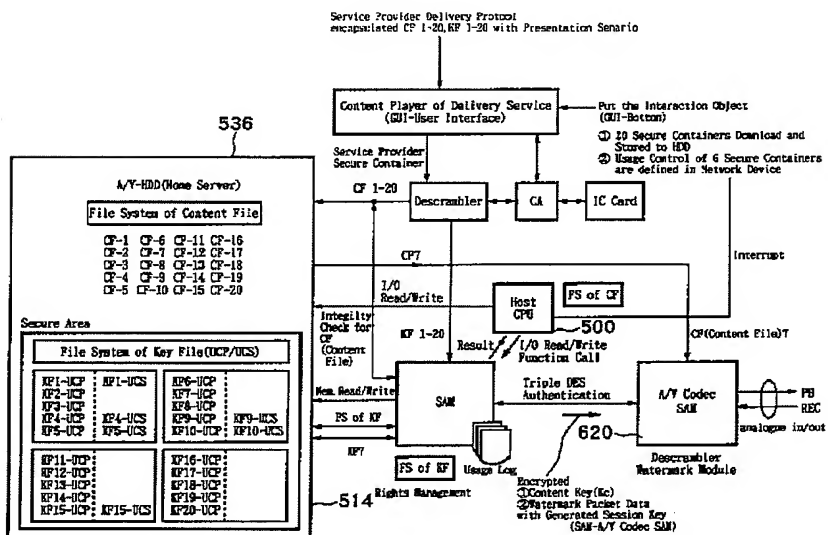 Service Provider Delivery Protocol
encapsulated CF 1-20, KF 1-20 with Presentation Senario
Content Player of Delivery Service
(GUI-User Interface)
Put the Interaction Object
(GUI-Botton)
① 20 Secure Containers Download and
Stored to HDD
② Usage Control of 6 Secure Containers
are defined in Network Device
536
Service Provider
Secure Container
A/V-HDD(Home Server)
CF 1-20
Descrambler
CA
IC Card
File System of Content File
CF-1 CF-6 CF-11 CF-16
CF-2 CF-7 CF-12 CF-17
CF-3 CF-8 CF-13 CF-18
CF-4 CF-9 CF-14 CF-19
CF-5 CF-10 CF-15 CF-20
CF7
Interrupt
I/O
Read/Write
Host
CPU
FS of CF
500
Integrity
Check for
CF
(Content
File)
KF 1-20
Result
I/O Read/Write
Function Call
CF(Content File)7
Secure Area
File System of Key File(UCP/UCS)
KF1-UCP KF1-UCS KF6-UCP
KF2-UCP KF7-UCP
KF3-UCP KF8-UCP
KF4-UCP KF4-UCS KF9-UCP KF9-UCS
KF5-UCP KF5-UCS KF10-UCP KF10-UCS
KF11-UCP KF16-UCP
KF12-UCP KF17-UCP
KF13-UCP KF18-UCP
KF14-UCP KF19-UCP
KF15-UCP KF15-UCS KF20-UCP
514
Mem.Read/Write
FS of KF
KF7
SAM
FS of KF
Usage Log
Rights Management
Triple DES
Authentication
A/V Codec
SAM
620
PB
REC
analogue in/out
Descrambler
Watermark Module
Encrypted
①Content Key(Kc)
②Watermark Packet Data
with Generated Session Key
(SAM-A/V Codec SAM)